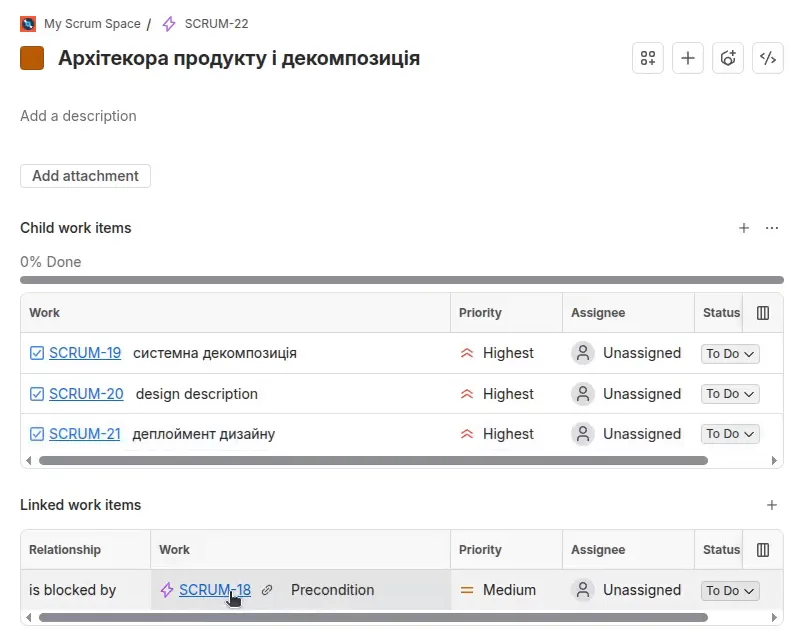 My Scrum Space / SCRUM-22
Архітекора продукту і декомпозиція
Add a description
Add attachment
Child work items
0% Done
Work Priority Assignee Status
SCRUM-19 системна декомпозиція Highest Unassigned To Do
SCRUM-20 design description Highest Unassigned To Do
SCRUM-21 деплоймент дизайну Highest Unassigned To Do
Linked work items
Relationship Work Priority Assignee Status
is blocked by SCRUM-18 Precondition Medium Unassigned To Do